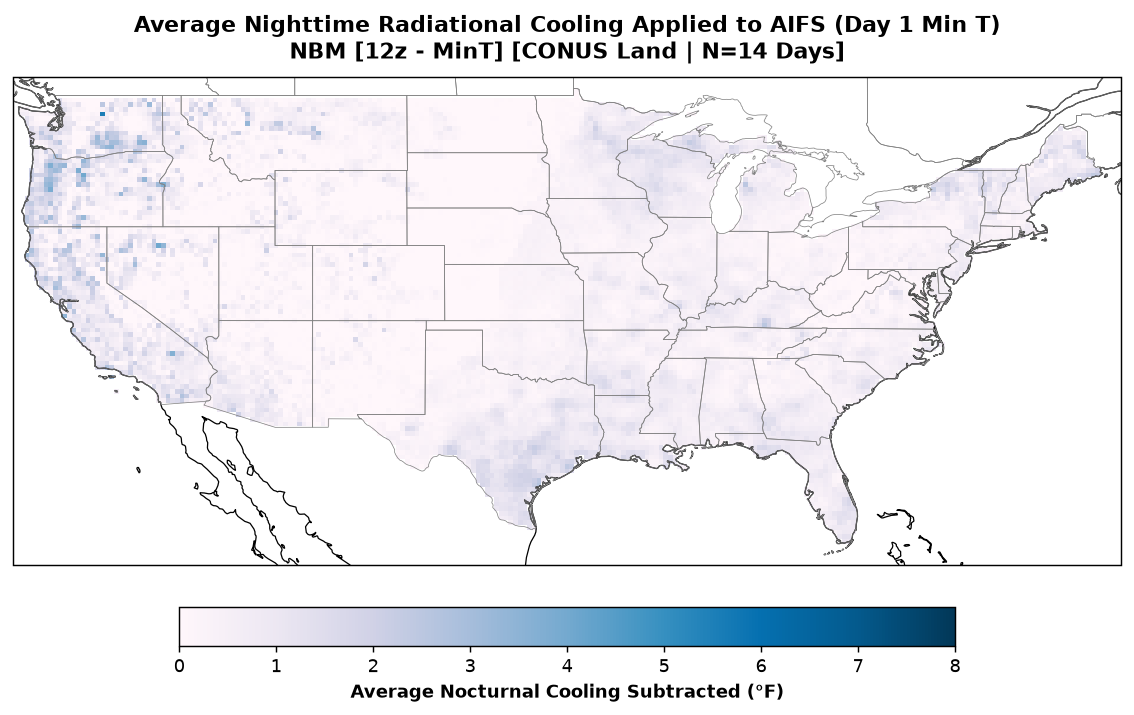 Average Nighttime Radiational Cooling Applied to AIFS (Day 1 Min T)
NBM [12z - MinT] [CONUS Land | N=14 Days]
0 1 2 3 4 5 6 7 8
Average Nocturnal Cooling Subtracted (°F)